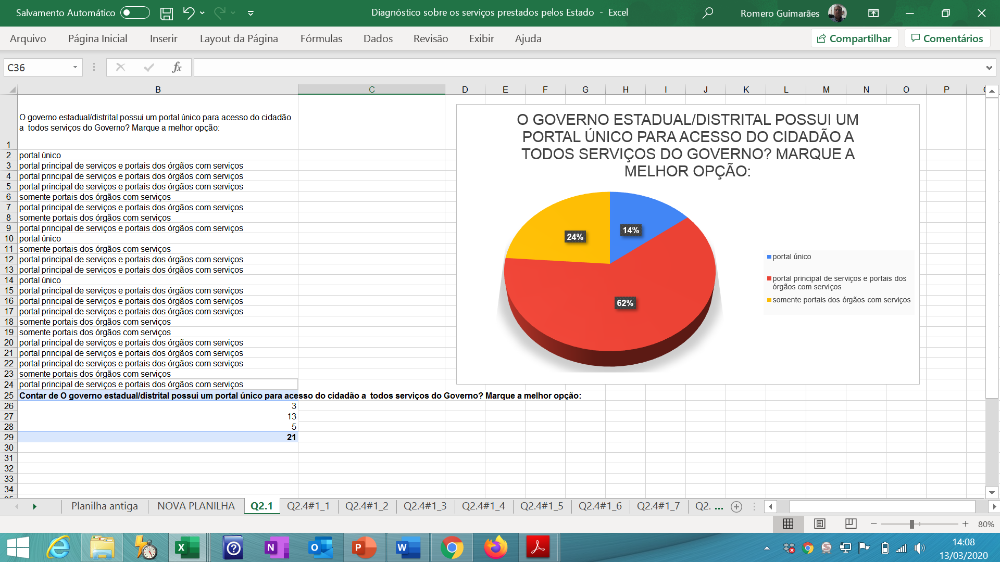 Salvamento Automático
Diagnóstico sobre os serviços prestados pelos Estado - Excel
Romero Guimarães
Arquivo Página Inicial Inserir Layout da Página Fórmulas Dados Revisão Exibir Ajuda
Compartilhar Comentários
C36
fx
B C D E F G H I J K L M N O P
O governo estadual/distrital possui um portal único para acesso do cidadão
a todos serviços do Governo? Marque a melhor opção:
1
2 portal único
3 portal principal de serviços e portais dos órgãos com serviços
4 portal principal de serviços e portais dos órgãos com serviços
5 portal principal de serviços e portais dos órgãos com serviços
6 somente portais dos órgãos com serviços
7 portal principal de serviços e portais dos órgãos com serviços
8 somente portais dos órgãos com serviços
9 portal principal de serviços e portais dos órgãos com serviços
10 portal único
11 somente portais dos órgãos com serviços
12 portal principal de serviços e portais dos órgãos com serviços
13 portal principal de serviços e portais dos órgãos com serviços
14 portal único
15 portal principal de serviços e portais dos órgãos com serviços
16 portal principal de serviços e portais dos órgãos com serviços
17 portal principal de serviços e portais dos órgãos com serviços
18 somente portais dos órgãos com serviços
19 somente portais dos órgãos com serviços
20 portal principal de serviços e portais dos órgãos com serviços
21 portal principal de serviços e portais dos órgãos com serviços
22 portal principal de serviços e portais dos órgãos com serviços
23 somente portais dos órgãos com serviços
24 portal principal de serviços e portais dos órgãos com serviços
25 Contar de O governo estadual/distrital possui um portal único para acesso do cidadão a todos serviços do Governo? Marque a melhor opção:
26 3
27 13
28 5
29 21
30
31
32
33
34
O GOVERNO ESTADUAL/DISTRITAL POSSUI UM
PORTAL ÚNICO PARA ACESSO DO CIDADÃO A
TODOS SERVIÇOS DO GOVERNO? MARQUE A
MELHOR OPÇÃO:
14%
24%
62%
portal único
portal principal de serviços e portais dos
órgãos com serviços
somente portais dos órgãos com serviços
Planilha antiga NOVA PLANILHA Q2.1 Q2.4#1_1 Q2.4#1_2 Q2.4#1_3 Q2.4#1_4 Q2.4#1_5 Q2.4#1_6 Q2.4#1_7 Q2. ...
80%
14:08
13/03/2020